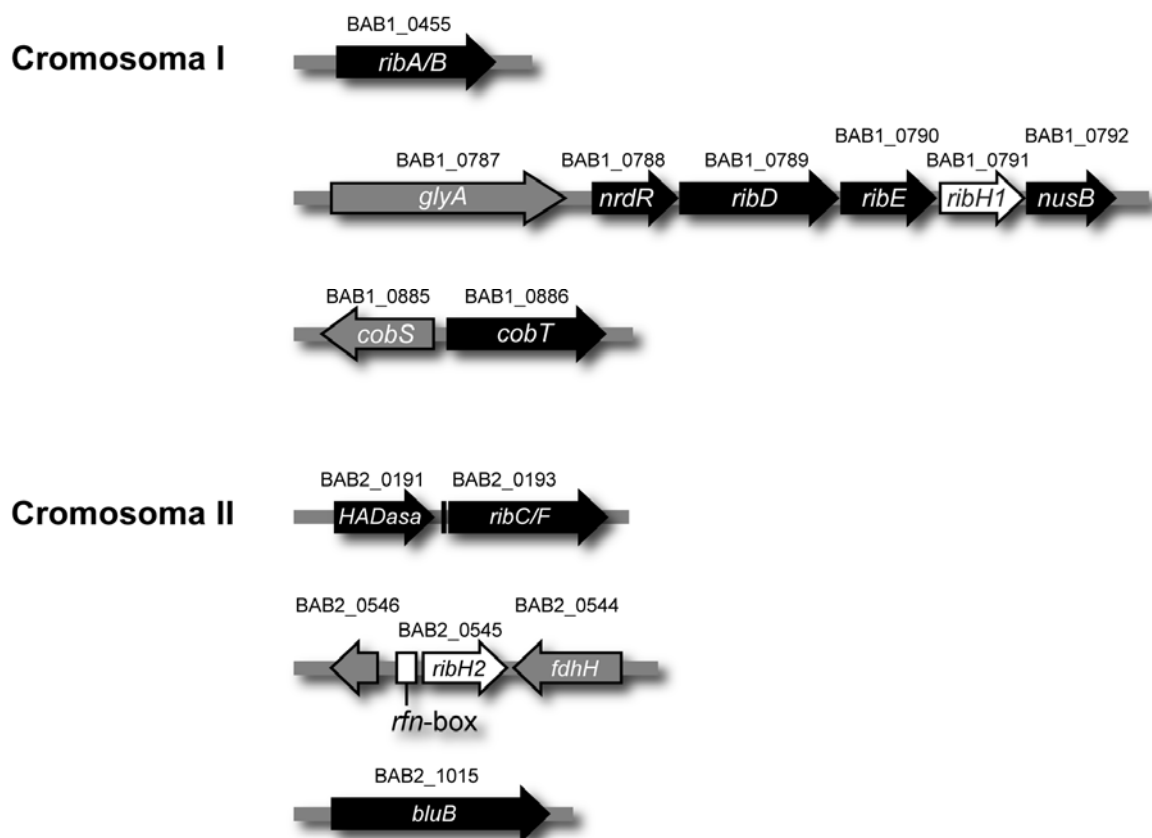 BAB1_0455
Cromosoma I
ribA/B
BAB1_0790 BAB1_0792
BAB1_0787 BAB1_0788 BAB1_0789 BAB1_0791
glyA nrdR ribD ribE ribH1 nusB
BAB1_0885 BAB1_0886
cobS cobT
BAB2_0191 BAB2_0193
Cromosoma II
HADasa ribC/F
BAB2_0546 BAB2_0544
BAB2_0545
ribH2 fdhH
rfn-box
BAB2_1015
bluB